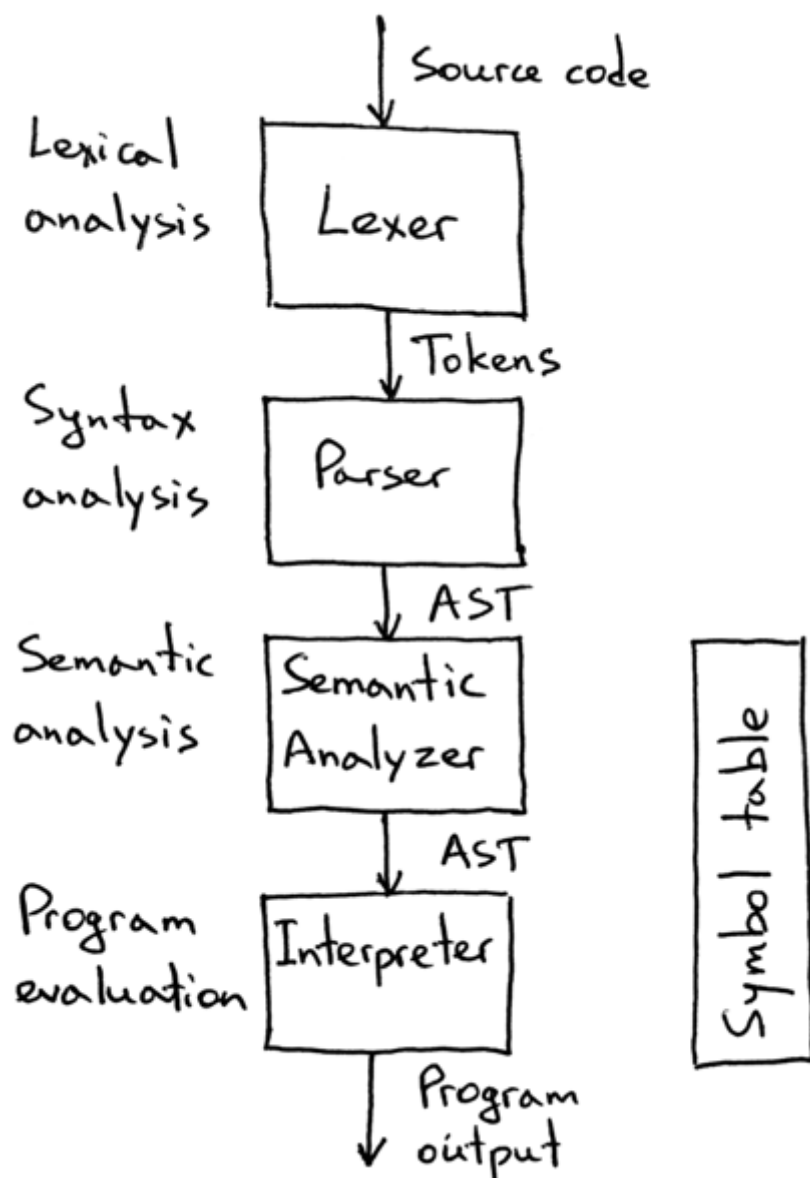 Source code
Lexical
analysis
Lexer
Tokens
Syntax
analysis
Parser
AST
Semantic
analysis
Semantic
Analyzer
AST
Symbol table
Program
evaluation
Interpreter
Program
output